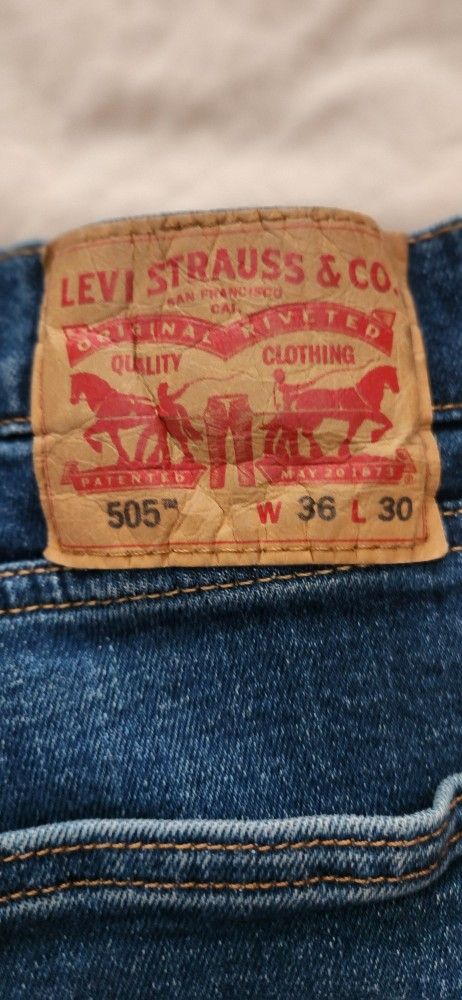 LEVI STRAUSS & CO.
SAN FRANCISCO
CAL.
ORIGINAL RIVETED
QUALITY CLOTHING
PATENTED MAY 20 1873
505™ W 36 L 30